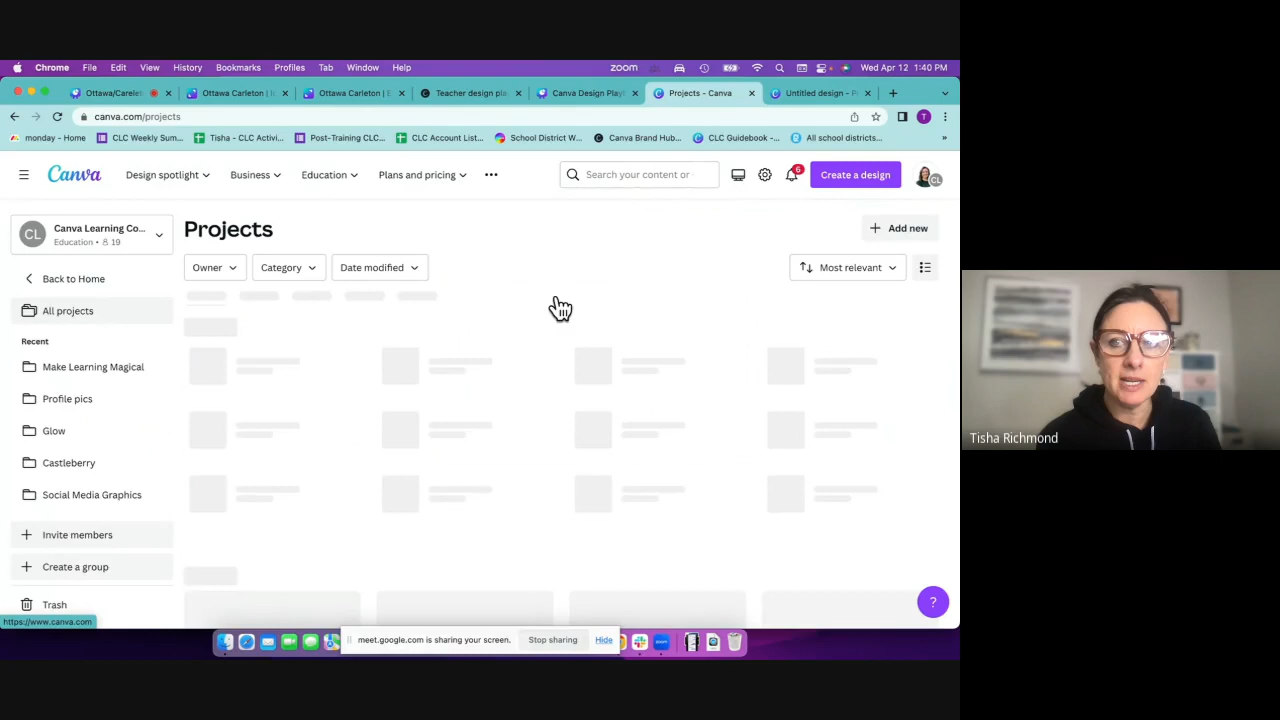 Chrome File Edit View History Bookmarks Profiles Tab Window Help zoom Wed Apr 12 1:40 PM
Ottawa/Carele Ottawa Carleton | Ottawa Carleton | E Teacher design pla Canva Design Play Projects - Canva Untitled design - P
canva.com/projects T
monday - Home CLC Weekly Sum... Tisha - CLC Activi... Post-Training CLC... CLC Account List... School District W... Canva Brand Hub... CLC Guidebook -... All school districts... »
Canva Design spotlight Business Education Plans and pricing ••• Search your content or 6 Create a design CL
CL Canva Learning Co...
Education • 19
Projects
+ Add new
Owner Category Date modified Most relevant
Back to Home
All projects
Recent
Make Learning Magical
Profile pics
Glow
Castleberry
Social Media Graphics
+ Invite members
+ Create a group
Trash
?
https://www.canva.com
meet.google.com is sharing your screen. Stop sharing Hide
zoom
Tisha Richmond